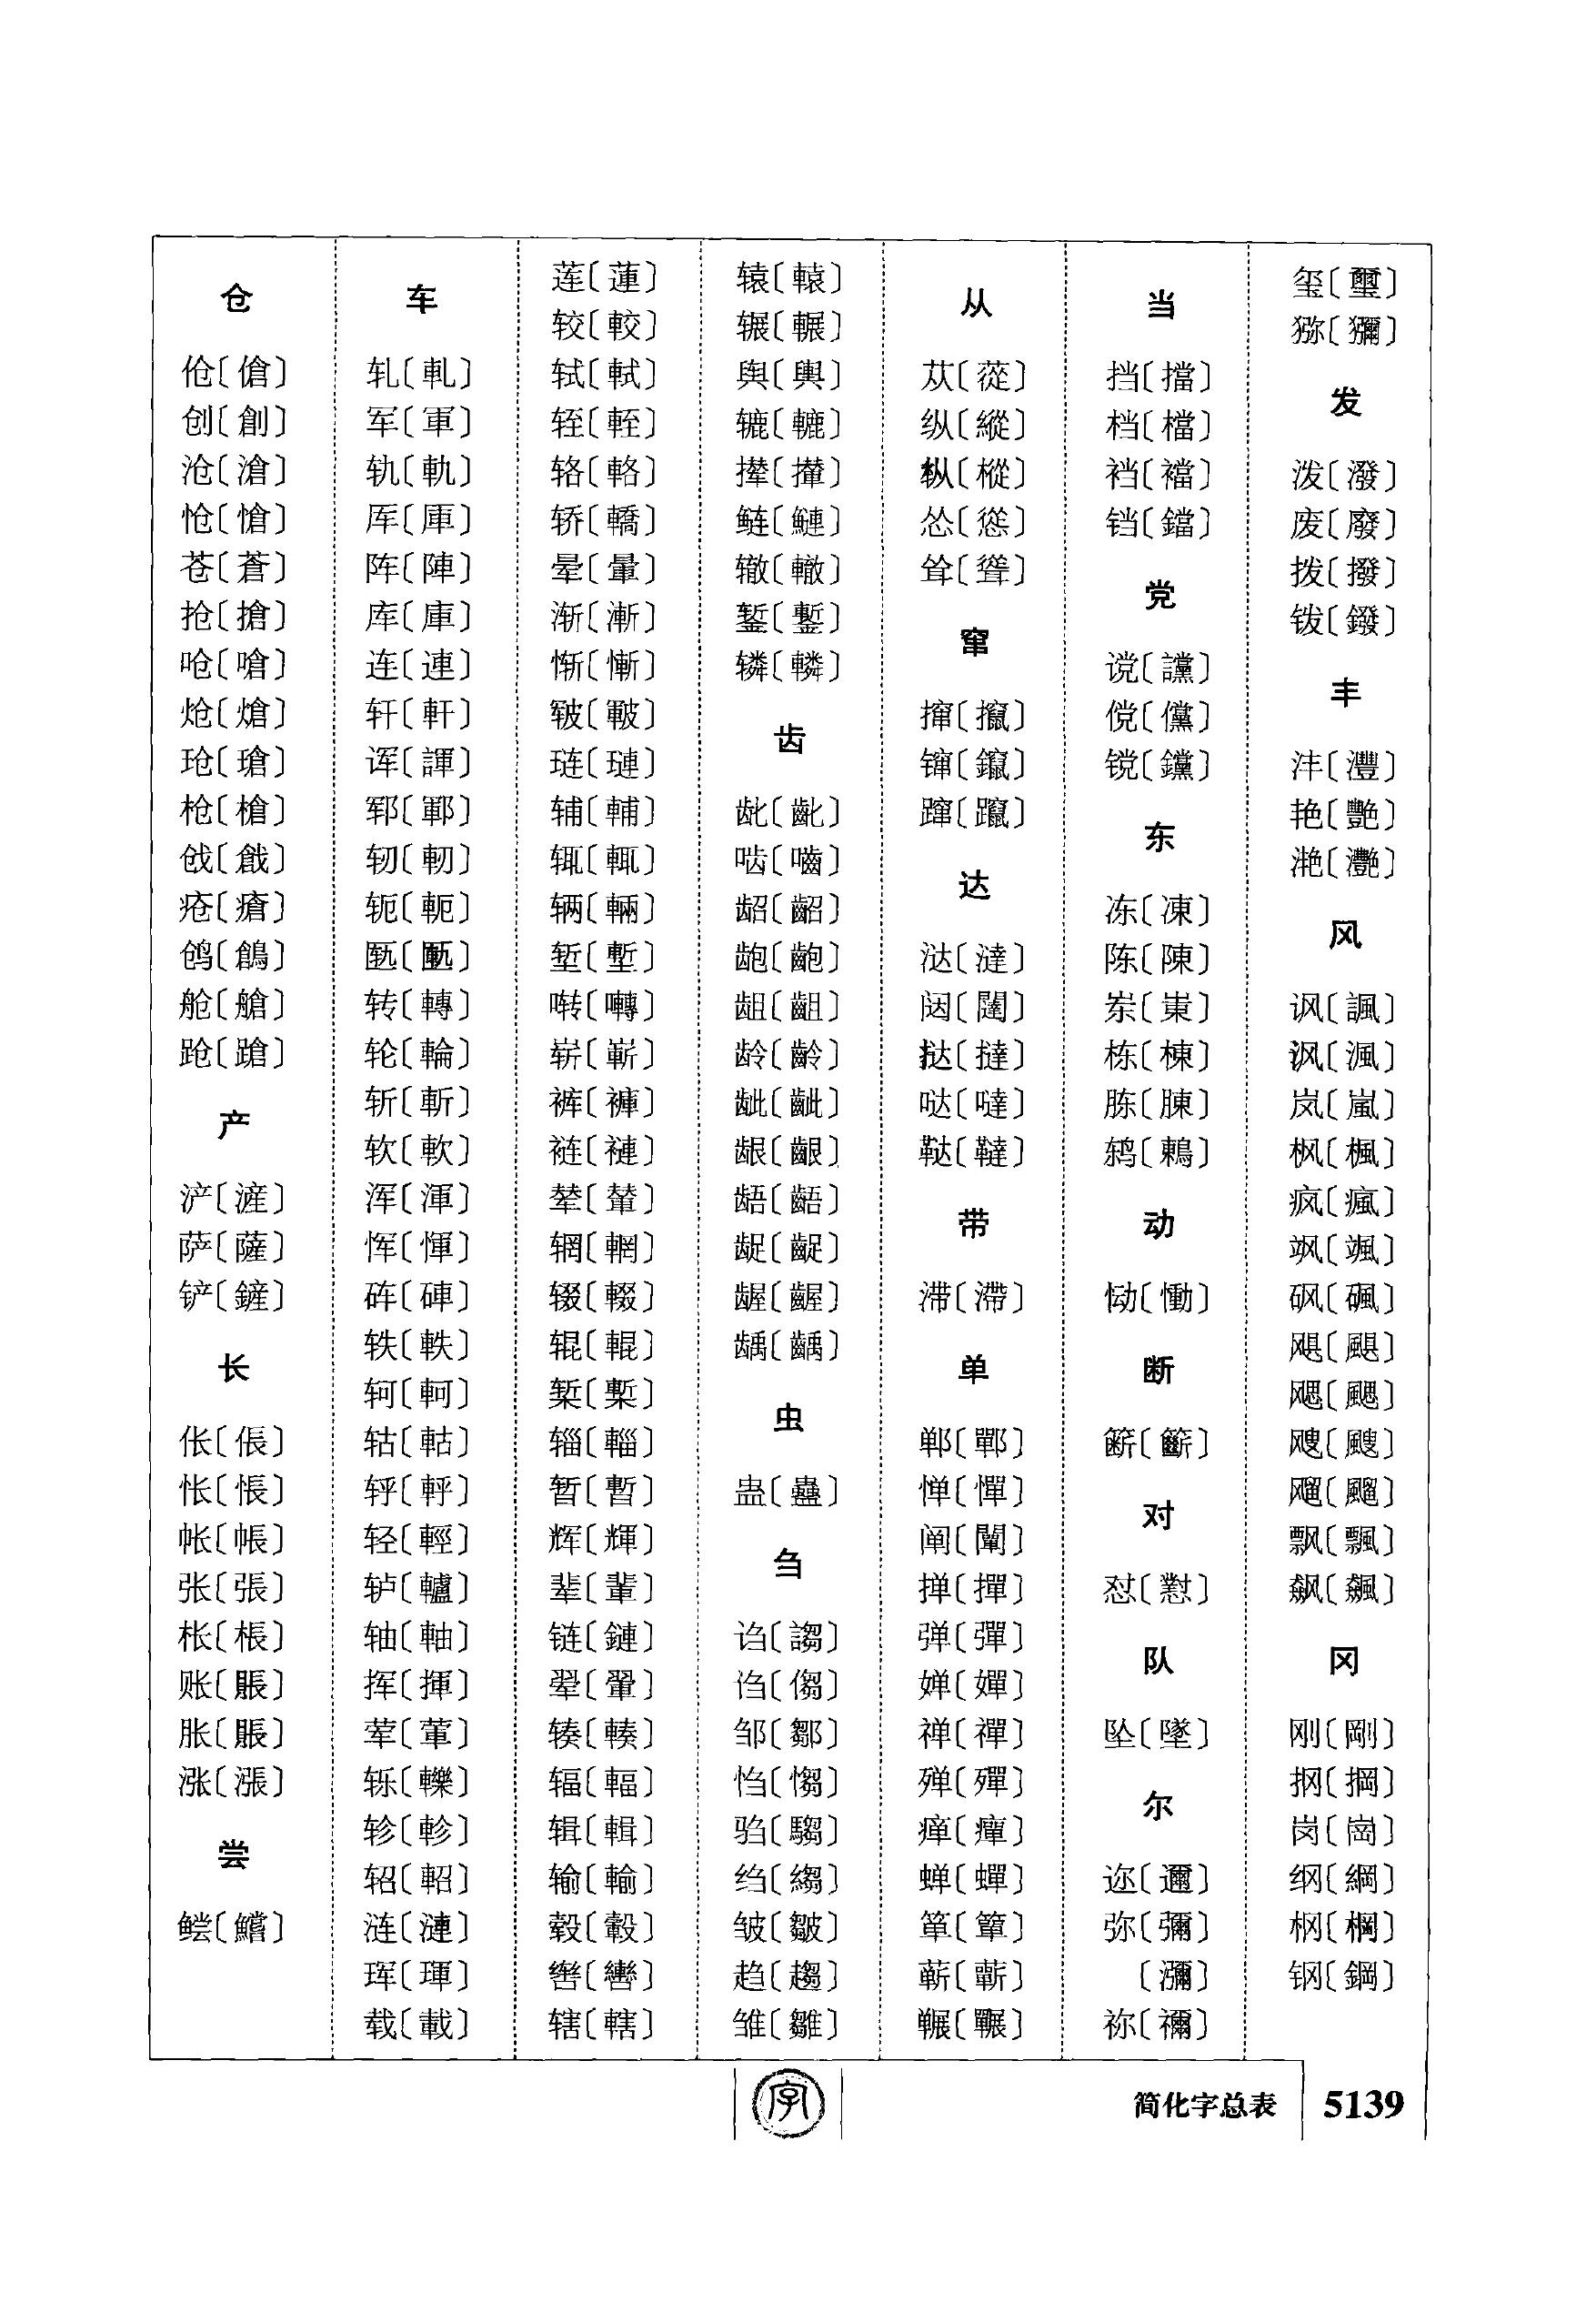 仓
伧〔傖〕
创〔創〕
沧〔滄〕
怆〔愴〕
苍〔蒼〕
抢〔搶〕
呛〔嗆〕
炝〔熗〕
玱〔瑲〕
枪〔槍〕
戗〔戧〕
疮〔瘡〕
鸧〔鶬〕
舱〔艙〕
跄〔蹌〕
产
浐〔滻〕
萨〔薩〕
铲〔鏟〕
长
伥〔倀〕
怅〔悵〕
帐〔帳〕
张〔張〕
枨〔棖〕
账〔賬〕
胀〔脹〕
涨〔漲〕
尝
鲿〔鱨〕
车
轧〔軋〕
军〔軍〕
轨〔軌〕
厍〔厙〕
阵〔陣〕
库〔庫〕
连〔連〕
轩〔軒〕
诨〔諢〕
郓〔鄆〕
轫〔軔〕
轭〔軛〕
匦〔匭〕
转〔轉〕
轮〔輪〕
斩〔斬〕
软〔軟〕
浑〔渾〕
恽〔惲〕
砗〔硨〕
轶〔軼〕
轲〔軻〕
轱〔軲〕
轷〔軤〕
轻〔輕〕
轳〔轤〕
轴〔軸〕
挥〔揮〕
荤〔葷〕
轹〔轢〕
轸〔軫〕
轺〔軺〕
涟〔漣〕
珲〔琿〕
载〔載〕
莲〔蓮〕
较〔較〕
轼〔軾〕
轾〔輊〕
辂〔輅〕
轿〔轎〕
晕〔暈〕
渐〔漸〕
惭〔慚〕
皲〔皸〕
琏〔璉〕
辅〔輔〕
辄〔輒〕
辆〔輛〕
堑〔塹〕
啭〔囀〕
崭〔嶄〕
裤〔褲〕
裢〔褳〕
辇〔輦〕
辋〔輞〕
辍〔輟〕
辊〔輥〕
椠〔槧〕
辎〔輜〕
暂〔暫〕
辉〔輝〕
辈〔輩〕
链〔鏈〕
翚〔翬〕
辏〔輳〕
辐〔輻〕
辑〔輯〕
输〔輸〕
毂〔轂〕
辔〔轡〕
辖〔轄〕
辕〔轅〕
辗〔輾〕
舆〔輿〕
辘〔轆〕
撵〔攆〕
鲢〔鰱〕
辙〔轍〕
錾〔鏨〕
辚〔轔〕
齿
龀〔齔〕
啮〔嚙〕
龆〔齠〕
龅〔齙〕
龃〔齟〕
龄〔齡〕
龇〔齜〕
龈〔齦〕
龉〔齬〕
龊〔齪〕
龌〔齷〕
龋〔齲〕
虫
蛊〔蠱〕
刍
诌〔謅〕
㑇〔㑳〕
邹〔鄒〕
㤘〔㥮〕
驺〔騶〕
绉〔縐〕
皱〔皺〕
趋〔趨〕
雏〔雛〕
从
苁〔蓯〕
纵〔縱〕
枞〔樅〕
怂〔慫〕
耸〔聳〕
窜
撺〔攛〕
镩〔鑹〕
蹿〔躥〕
达
㳠〔澾〕
闼〔闥〕
挞〔撻〕
哒〔噠〕
鞑〔韃〕
带
滞〔滯〕
单
郸〔鄲〕
惮〔憚〕
阐〔闡〕
掸〔撣〕
弹〔彈〕
婵〔嬋〕
禅〔禪〕
殚〔殫〕
瘅〔癉〕
蝉〔蟬〕
箪〔簞〕
蕲〔蘄〕
冁〔囅〕
当
挡〔擋〕
档〔檔〕
裆〔襠〕
铛〔鐺〕
党
谠〔讜〕
傥〔儻〕
镋〔钂〕
东
冻〔凍〕
陈〔陳〕
岽〔崬〕
栋〔棟〕
胨〔腖〕
鸫〔鶇〕
动
恸〔慟〕
断
簖〔籪〕
对
怼〔懟〕
队
坠〔墜〕
尔
迩〔邇〕
弥〔彌〕
〔瀰〕
祢〔禰〕
玺〔璽〕
猕〔獼〕
发
泼〔潑〕
废〔廢〕
拨〔撥〕
䥽〔鏺〕
丰
沣〔灃〕
艳〔艷〕
滟〔灧〕
风
讽〔諷〕
沨〔渢〕
岚〔嵐〕
枫〔楓〕
疯〔瘋〕
飒〔颯〕
砜〔碸〕
飓〔颶〕
飔〔颸〕
飕〔颼〕
飗〔飀〕
飘〔飄〕
飙〔飆〕
冈
刚〔剛〕
㧏〔掆〕
岗〔崗〕
纲〔綱〕
㭎〔棡〕
钢〔鋼〕
字
简化字总表 5139